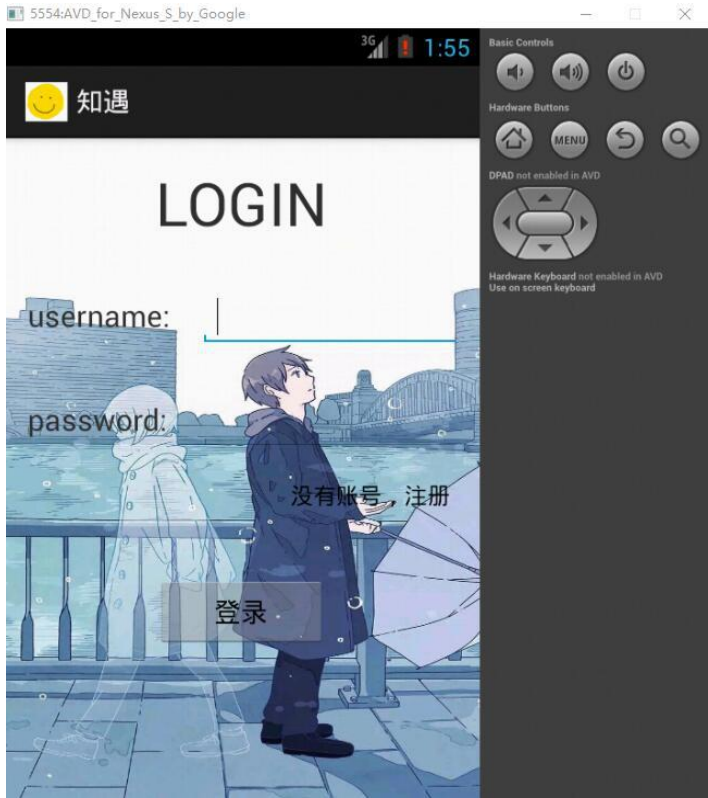 5554:AVD_for_Nexus_S_by_Google
3G 1:55
知遇
LOGIN
username:
password:
没有账号，注册
登录
Basic Controls
Hardware Buttons
MENU
DPAD not enabled in AVD
Hardware Keyboard not enabled in AVD
Use on screen keyboard